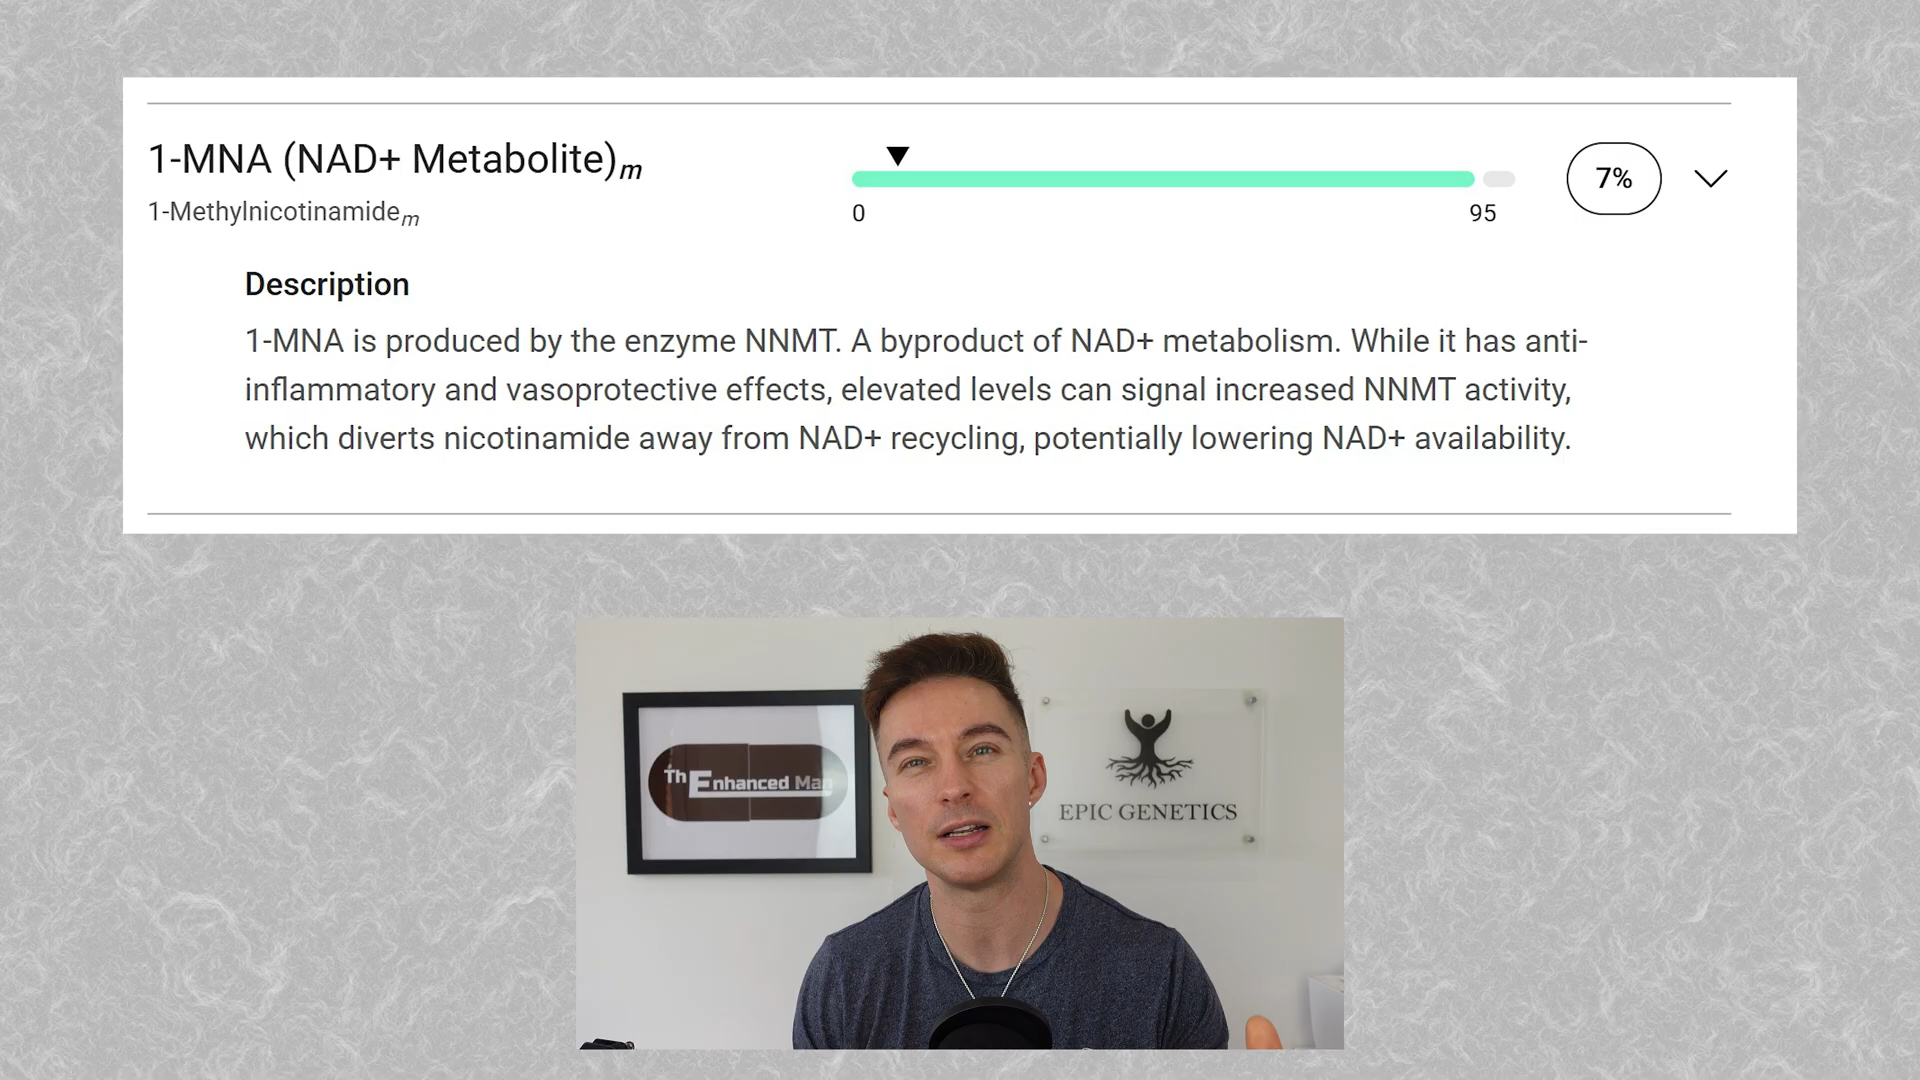 1-MNA (NAD+ Metabolite)m
1-Methylnicotinamidem
0
95
7%
Description
1-MNA is produced by the enzyme NNMT. A byproduct of NAD+ metabolism. While it has anti-
inflammatory and vasoprotective effects, elevated levels can signal increased NNMT activity,
which diverts nicotinamide away from NAD+ recycling, potentially lowering NAD+ availability.
ThEnhanced Man
EPIC GENETICS